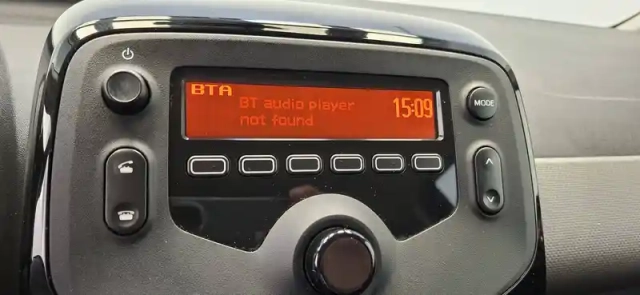 BTA
BT audio player
not found
15:09
MODE